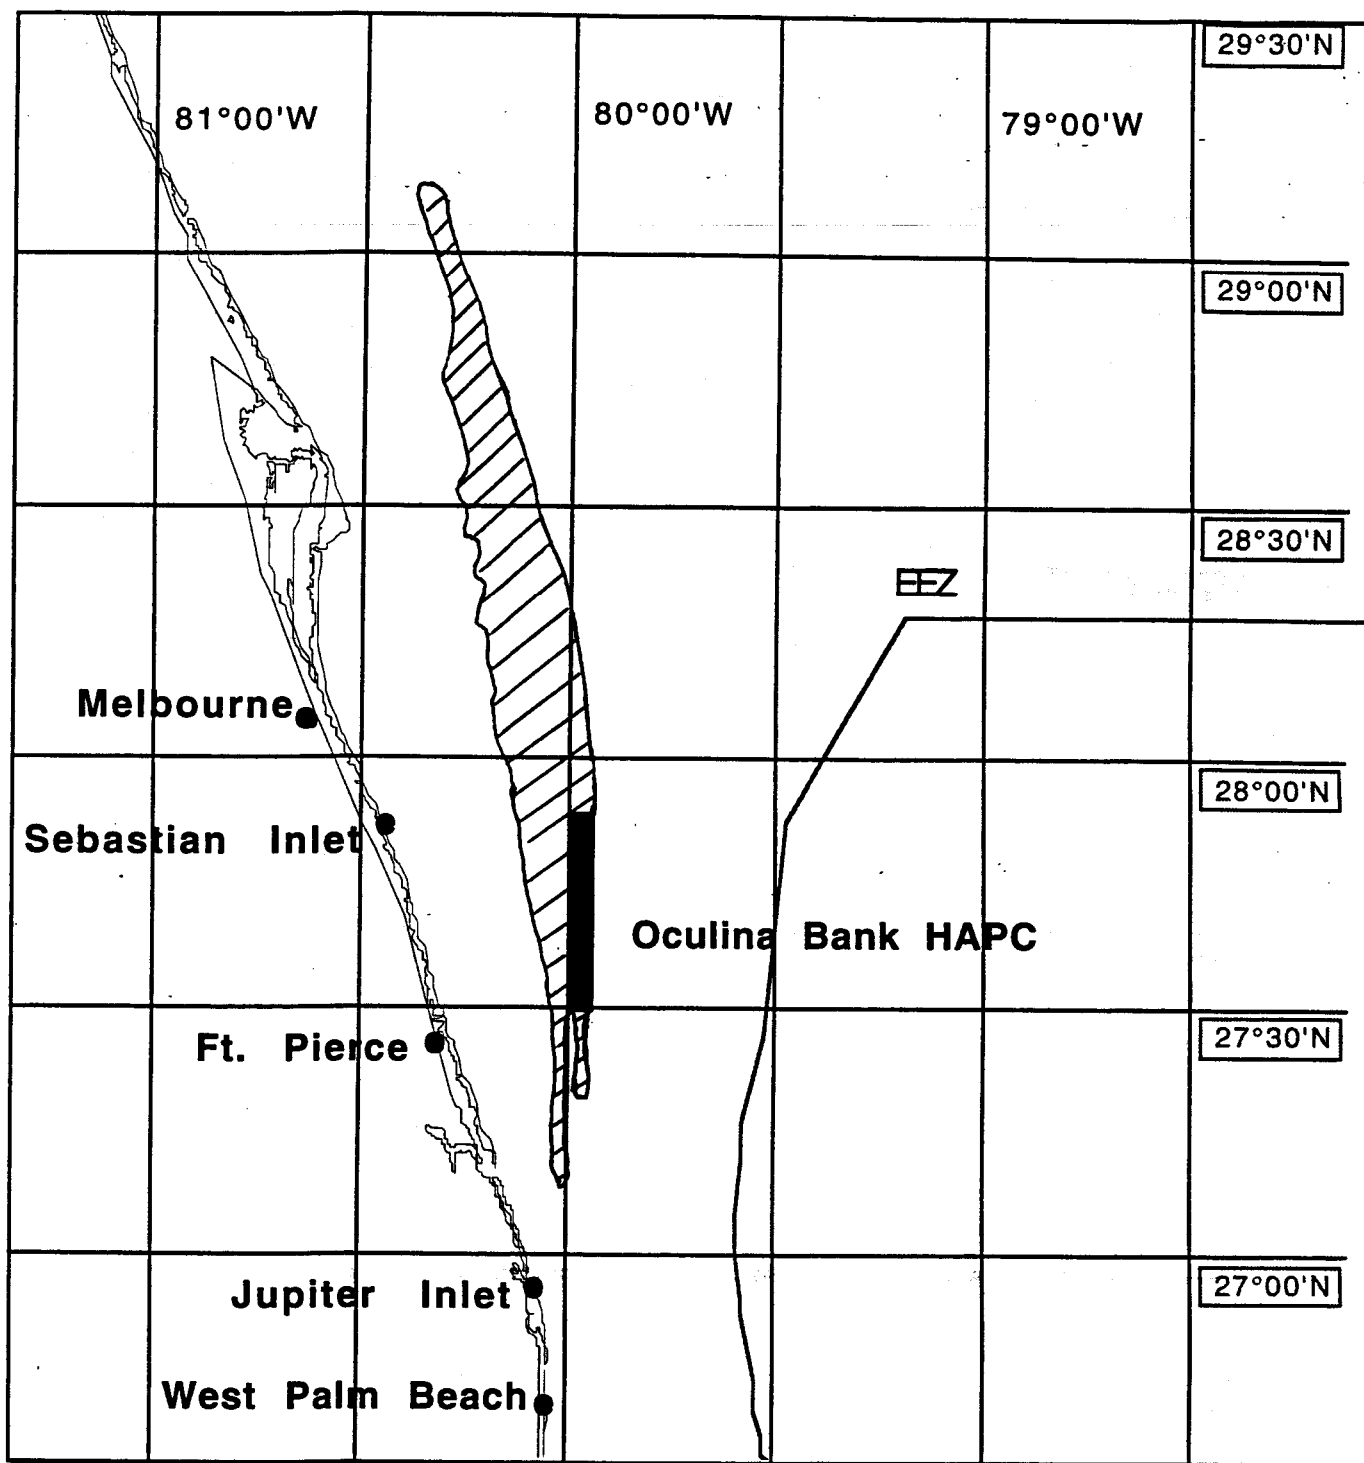 29°30'N
81°00'W
80°00'W
79°00'W
29°00'N
28°30'N
EEZ
Melbourne
28°00'N
Sebastian Inlet
Oculina Bank HAPC
27°30'N
Ft. Pierce
27°00'N
Jupiter Inlet
West Palm Beach